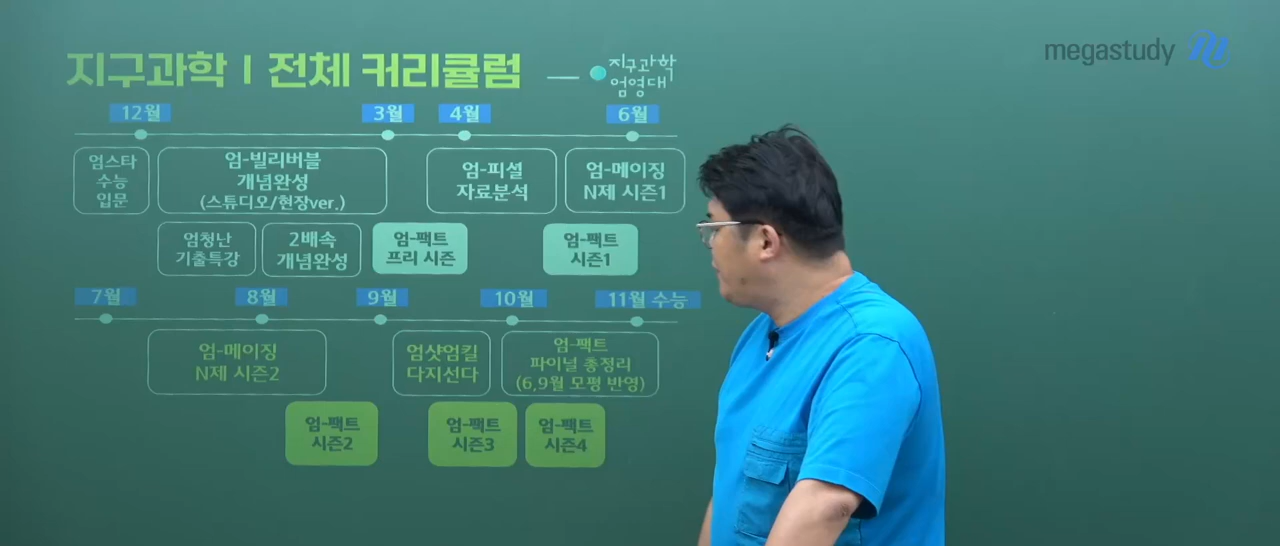 지구과학 I 전체 커리큘럼
지구과학
엄영대
megastudy
12월
3월
4월
6월
엄스타
수능
입문
엄-빌리버블
개념완성
(스튜디오/현장ver.)
엄-피셜
자료분석
엄-메이징
N제 시즌1
엄청난
기출특강
2배속
개념완성
엄-팩트
프리 시즌
엄-팩트
시즌1
7월
8월
9월
10월
11월 수능
엄-메이징
N제 시즌2
엄샷엄킬
다지선다
엄-팩트
파이널 총정리
(6,9월 모평 반영)
엄-팩트
시즌2
엄-팩트
시즌3
엄-팩트
시즌4